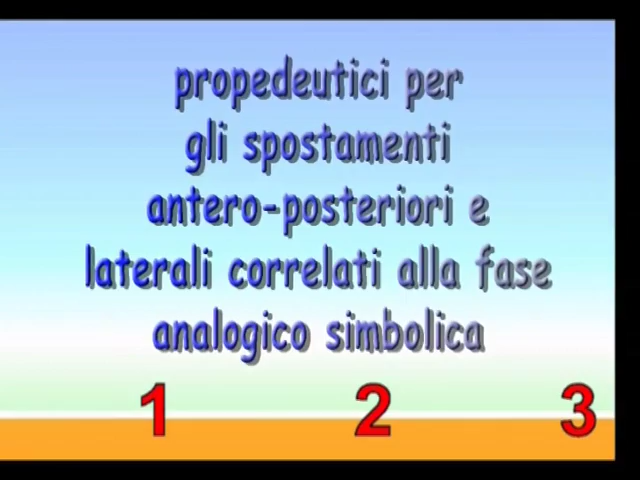 propedeutici per
gli spostamenti
antero-posteriori e
laterali correlati alla fase
analogico simbolica
1 2 3